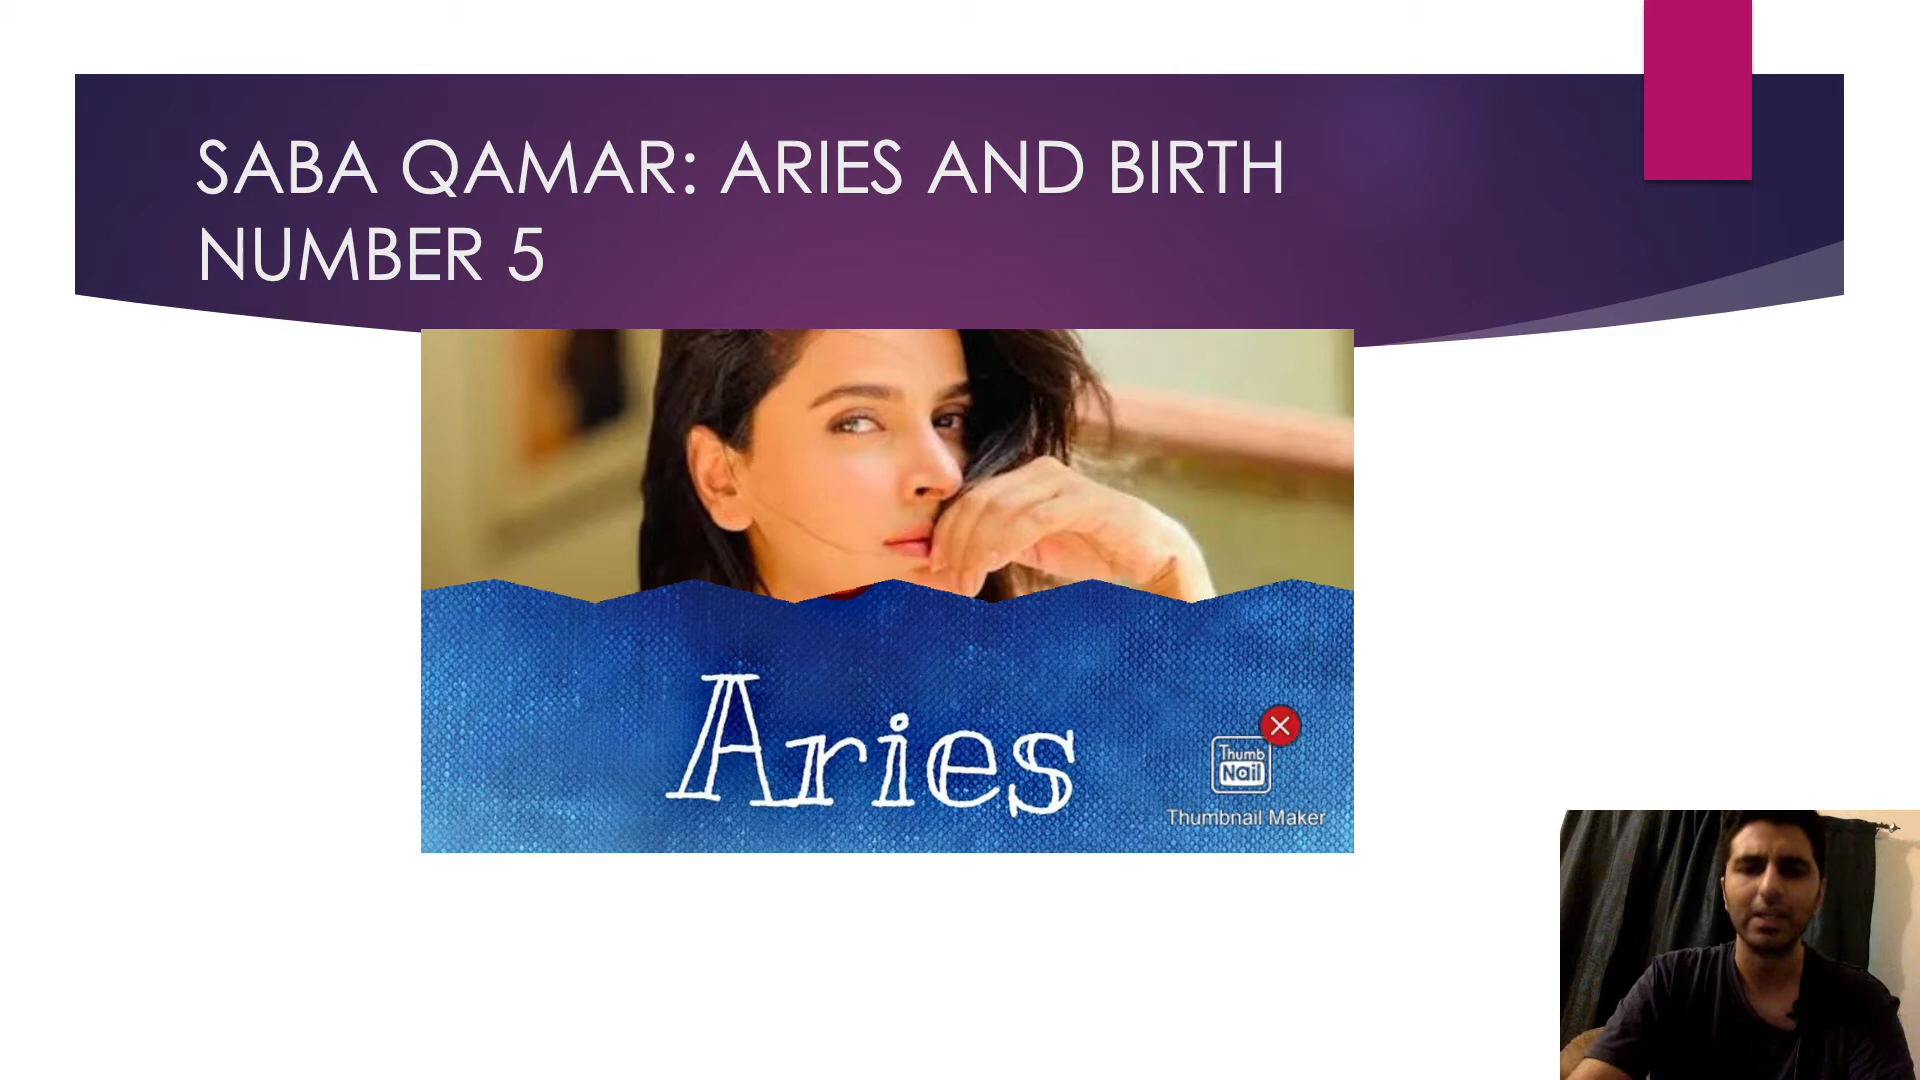 SABA QAMAR: ARIES AND BIRTH
NUMBER 5
Aries
Thumb
Nail
Thumbnail Maker